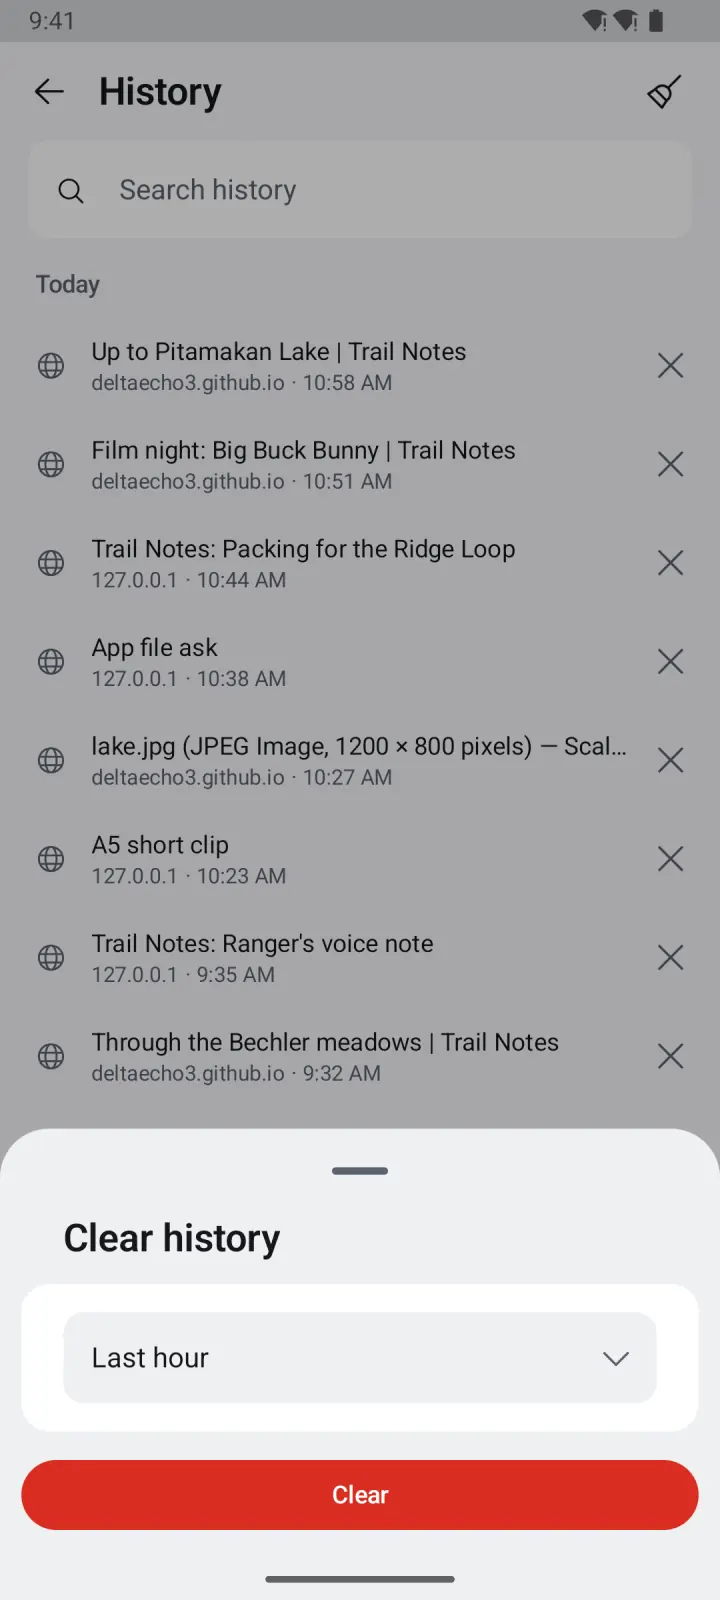 9:41
History
Search history
Today
Up to Pitamakan Lake | Trail Notes
deltaecho3.github.io · 10:58 AM
Film night: Big Buck Bunny | Trail Notes
deltaecho3.github.io · 10:51 AM
Trail Notes: Packing for the Ridge Loop
127.0.0.1 · 10:44 AM
App file ask
127.0.0.1 · 10:38 AM
lake.jpg (JPEG Image, 1200 × 800 pixels) — Scal...
deltaecho3.github.io · 10:27 AM
A5 short clip
127.0.0.1 · 10:23 AM
Trail Notes: Ranger's voice note
127.0.0.1 · 9:35 AM
Through the Bechler meadows | Trail Notes
deltaecho3.github.io · 9:32 AM
Clear history
Last hour
Clear